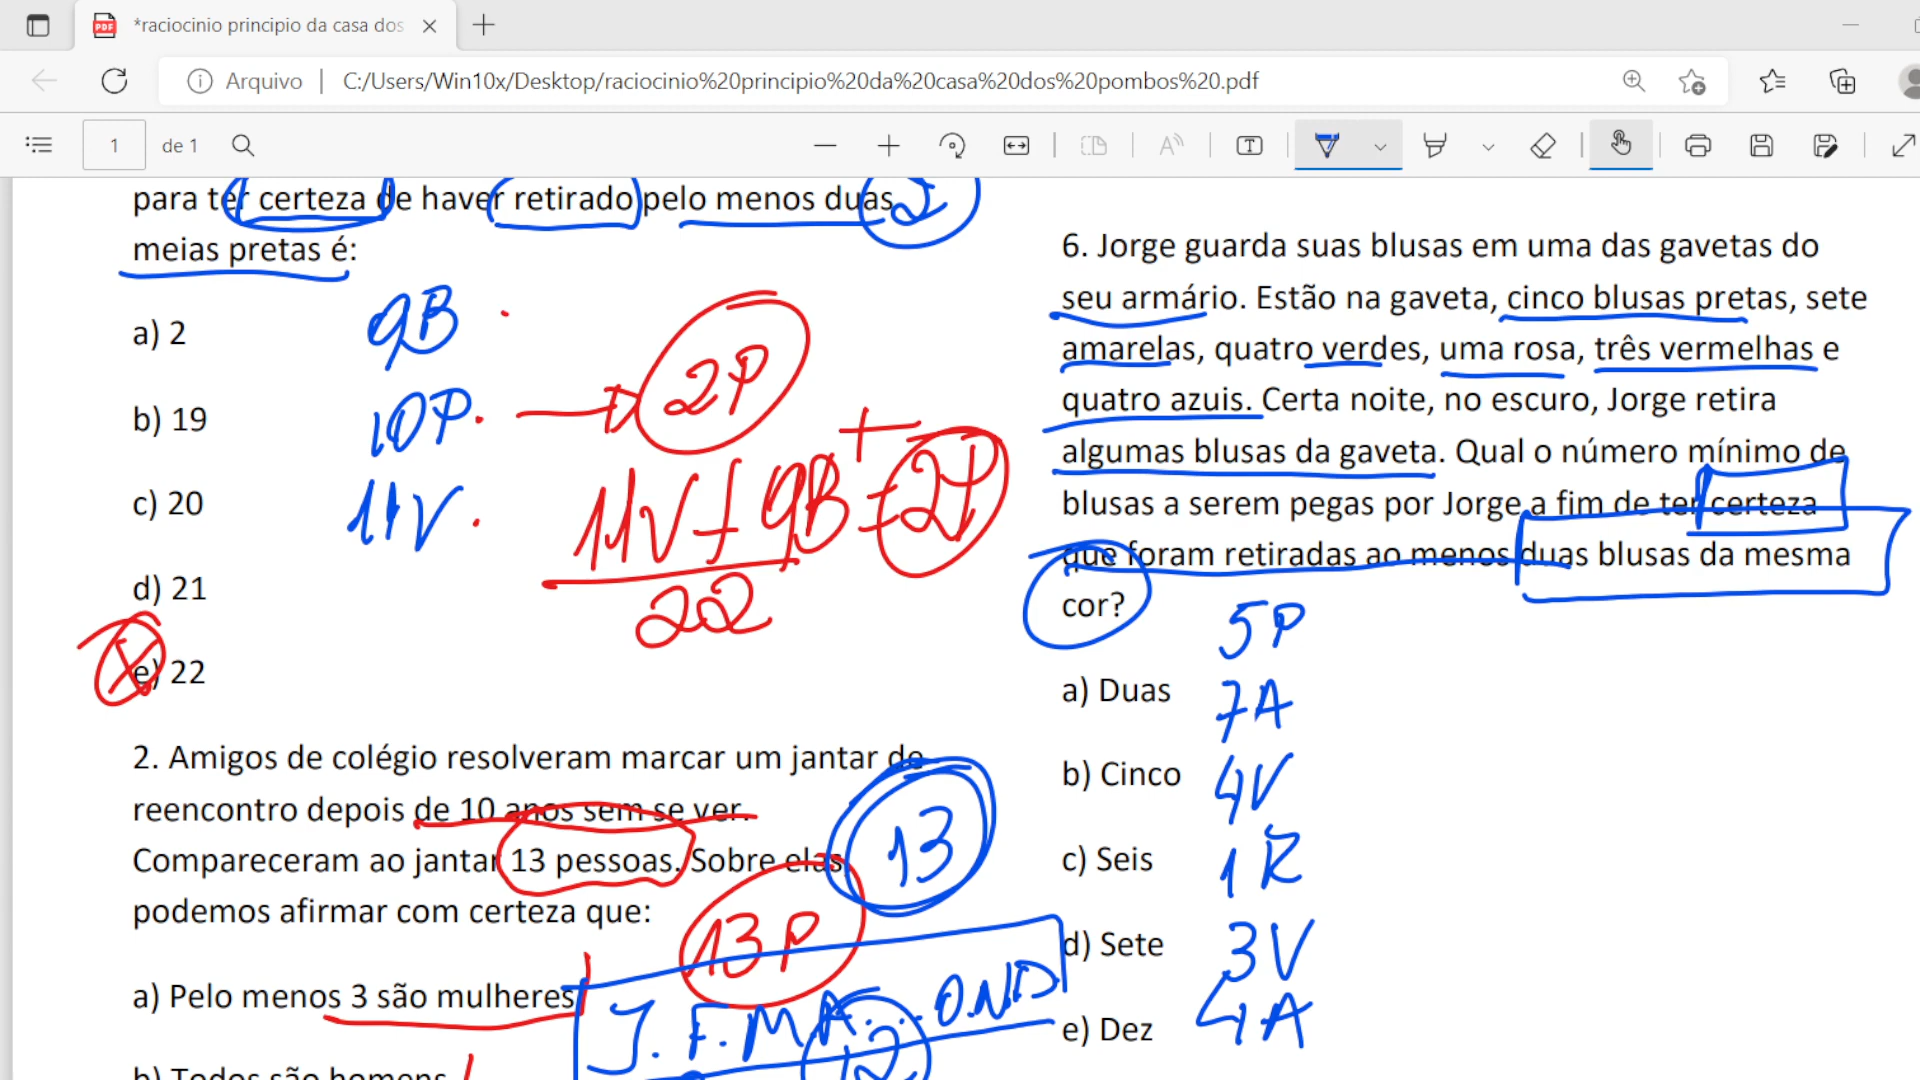 *raciocinio principio da casa dos
Arquivo | C:/Users/Win10x/Desktop/raciocinio%20principio%20da%20casa%20dos%20pombos%20.pdf
1 de 1
para ter certeza de haver retirado pelo menos duas 2
meias pretas é:
a) 2
b) 19
c) 20
d) 21
e) 22
9B
10P
11V
2P
11V + 9B + 2P
22
2. Amigos de colégio resolveram marcar um jantar de
reencontro depois de 10 anos sem se ver.
Compareceram ao jantar 13 pessoas. Sobre elas
podemos afirmar com certeza que:
13
13P
a) Pelo menos 3 são mulheres
J. F. M A... O.N.D
12
b) Todos são homens
6. Jorge guarda suas blusas em uma das gavetas do
seu armário. Estão na gaveta, cinco blusas pretas, sete
amarelas, quatro verdes, uma rosa, três vermelhas e
quatro azuis. Certa noite, no escuro, Jorge retira
algumas blusas da gaveta. Qual o número mínimo de
blusas a serem pegas por Jorge a fim de ter certeza
que foram retiradas ao menos duas blusas da mesma
cor?
a) Duas
b) Cinco
c) Seis
d) Sete
e) Dez
5P
7A
4V
1R
3V
4A